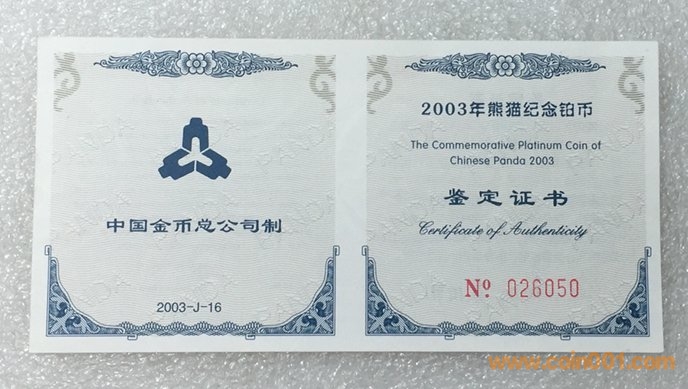 中国金币总公司制
2003-J-16
2003年熊猫纪念铂币
The Commemorative Platinum Coin of
Chinese Panda 2003
鉴定证书
Certificate of Authenticity
Nº 026050
www.coin001.com